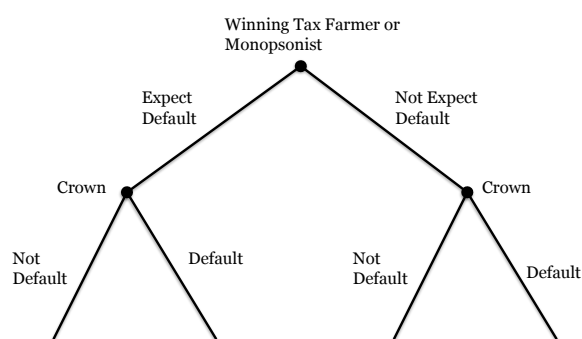 Winning Tax Farmer or
Monopsonist
Expect
Default
Not Expect
Default
Crown
Crown
Not
Default
Default
Not
Default
Default